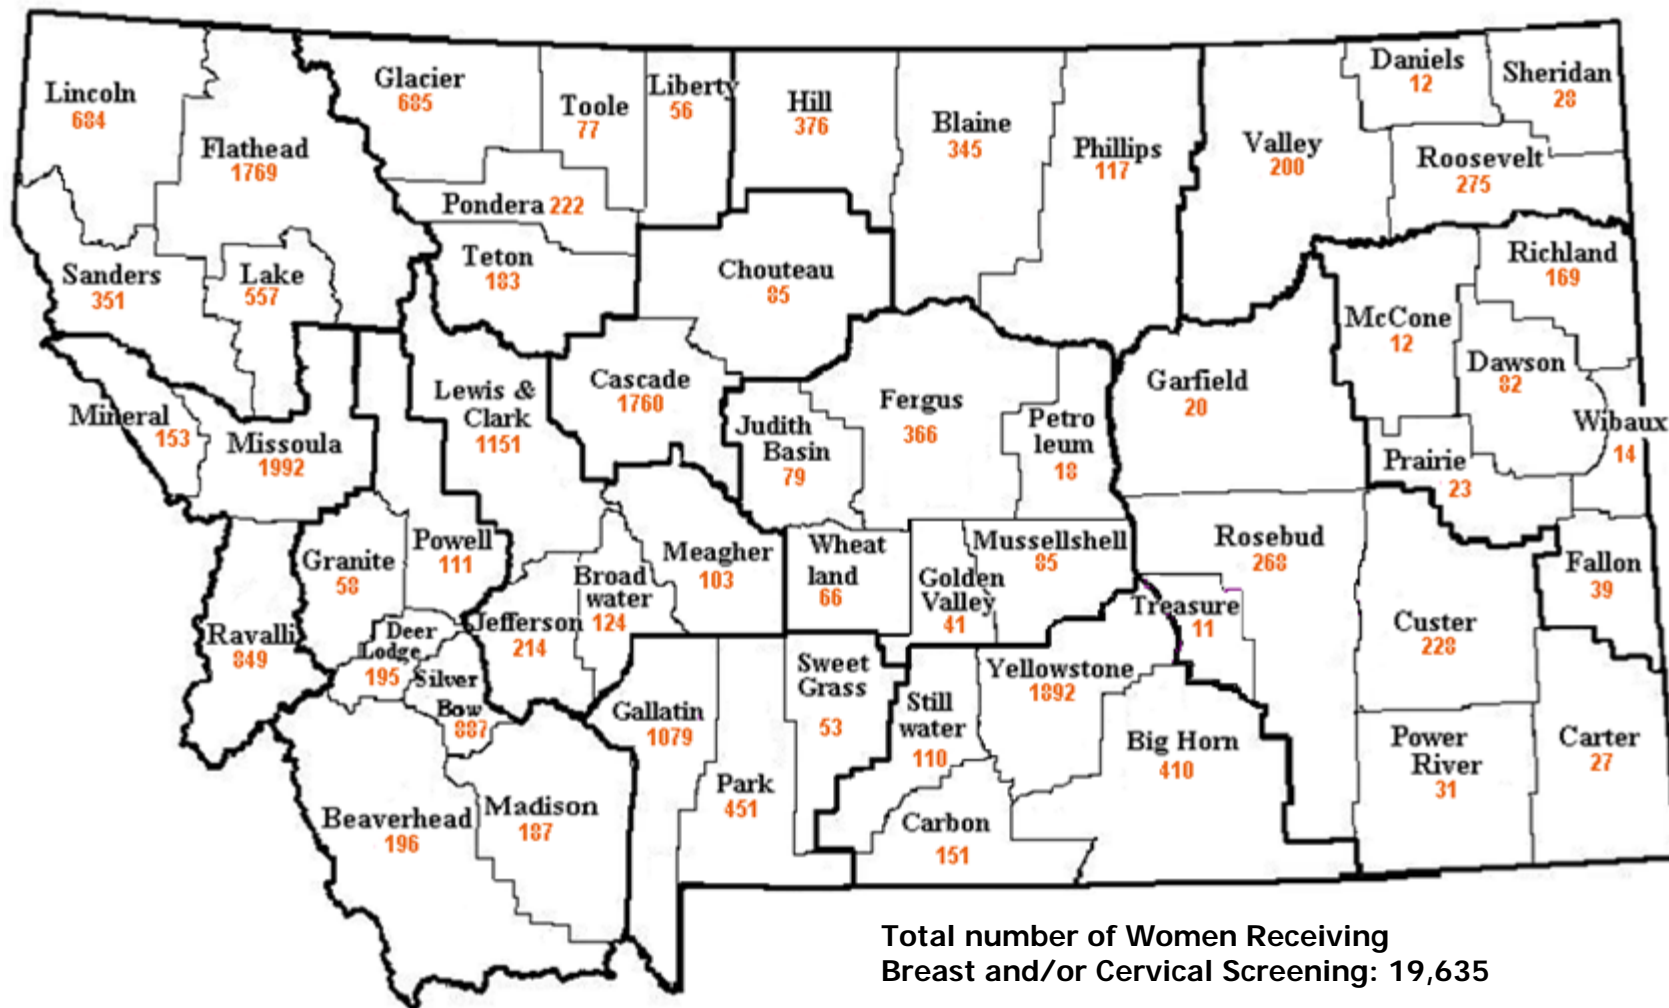 Lincoln
684
Flathead
1769
Glacier
685
Toole
77
Liberty
56
Hill
376
Blaine
345
Phillips
117
Valley
200
Daniels
12
Sheridan
28
Roosevelt
275
Pondera 222
Teton
183
Chouteau
85
Sanders
351
Lake
557
Richland
169
McCone
12
Dawson
82
Wibaux
14
Garfield
20
Prairie
23
Mineral
153
Missoula
1992
Lewis &
Clark
1151
Cascade
1760
Judith
Basin
79
Fergus
366
Petro
leum
18
Granite
58
Powell
111
Meagher
103
Broad
water
124
Jefferson
214
Wheat
land
66
Golden
Valley
41
Mussellshell
85
Rosebud
268
Treasure
11
Custer
228
Fallon
39
Ravalli
849
Deer
Lodge
195
Silver
Bow
887
Beaverhead
196
Madison
187
Gallatin
1079
Park
451
Sweet
Grass
53
Still
water
110
Yellowstone
1892
Carbon
151
Big Horn
410
Power
River
31
Carter
27
Total number of Women Receiving
Breast and/or Cervical Screening: 19,635